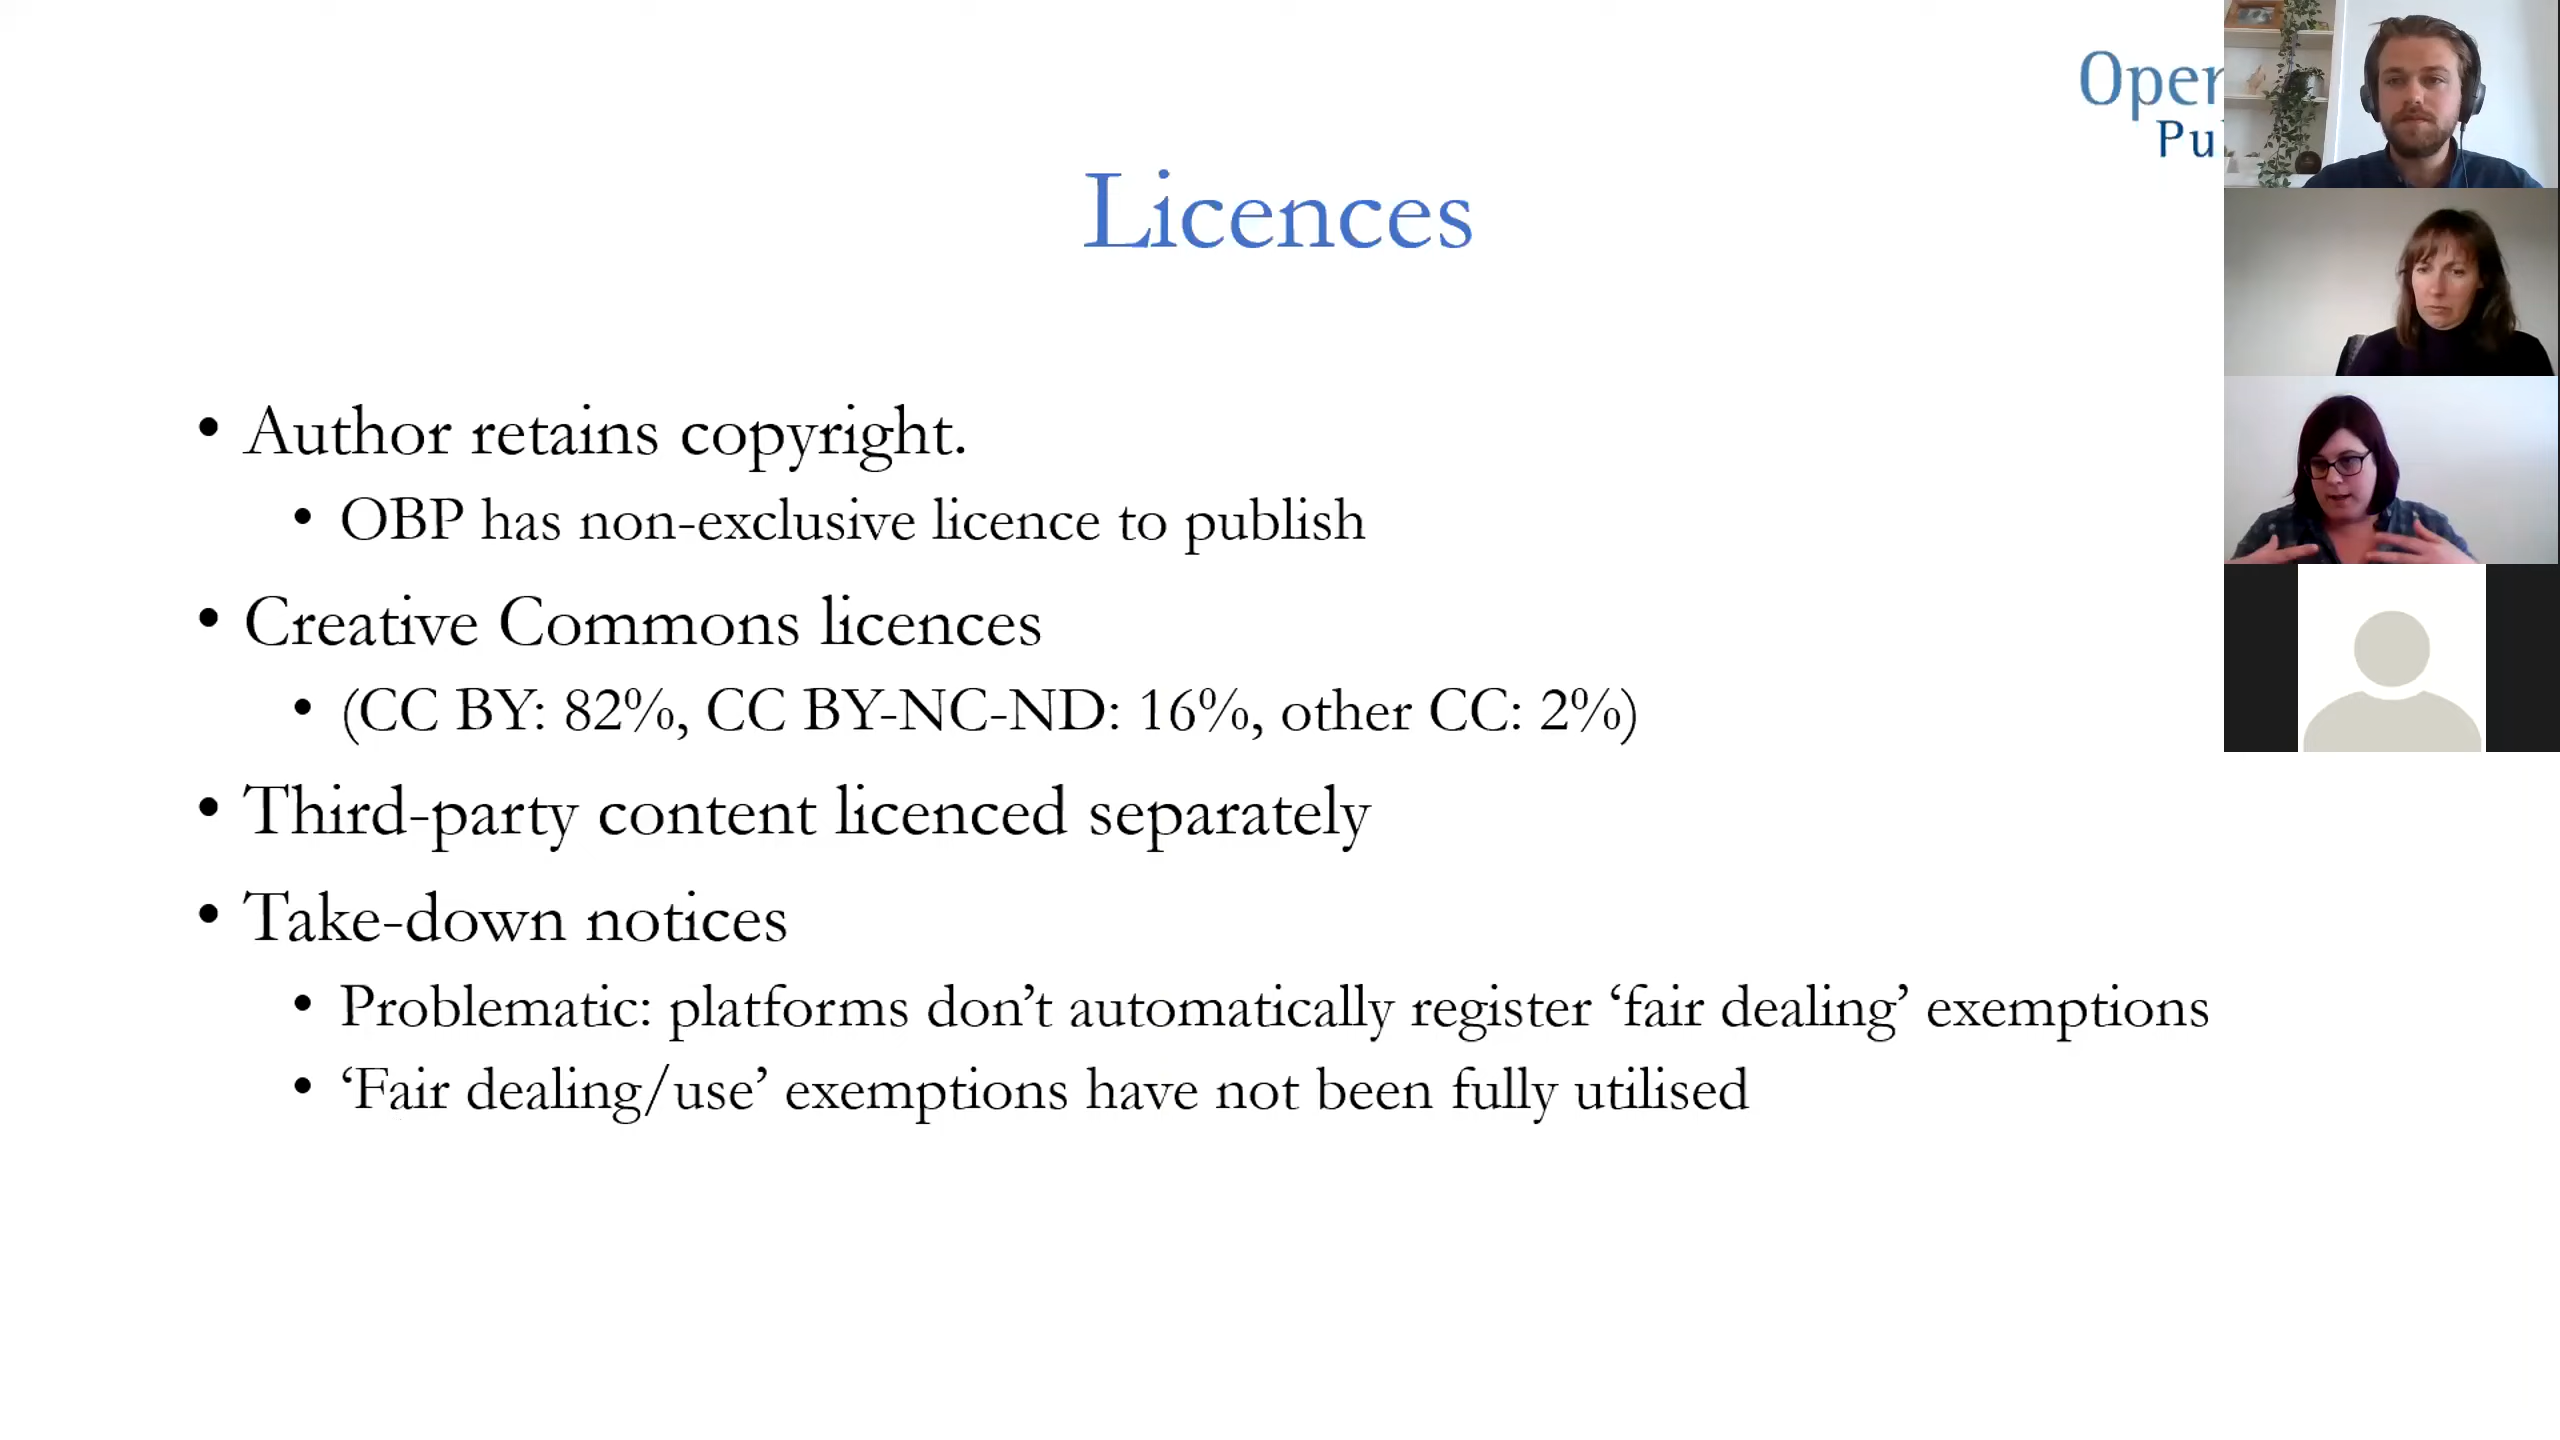 Licences
• Author retains copyright.
• OBP has non-exclusive licence to publish
• Creative Commons licences
• (CC BY: 82%, CC BY-NC-ND: 16%, other CC: 2%)
• Third-party content licenced separately
• Take-down notices
• Problematic: platforms don’t automatically register ‘fair dealing’ exemptions
• ‘Fair dealing/use’ exemptions have not been fully utilised